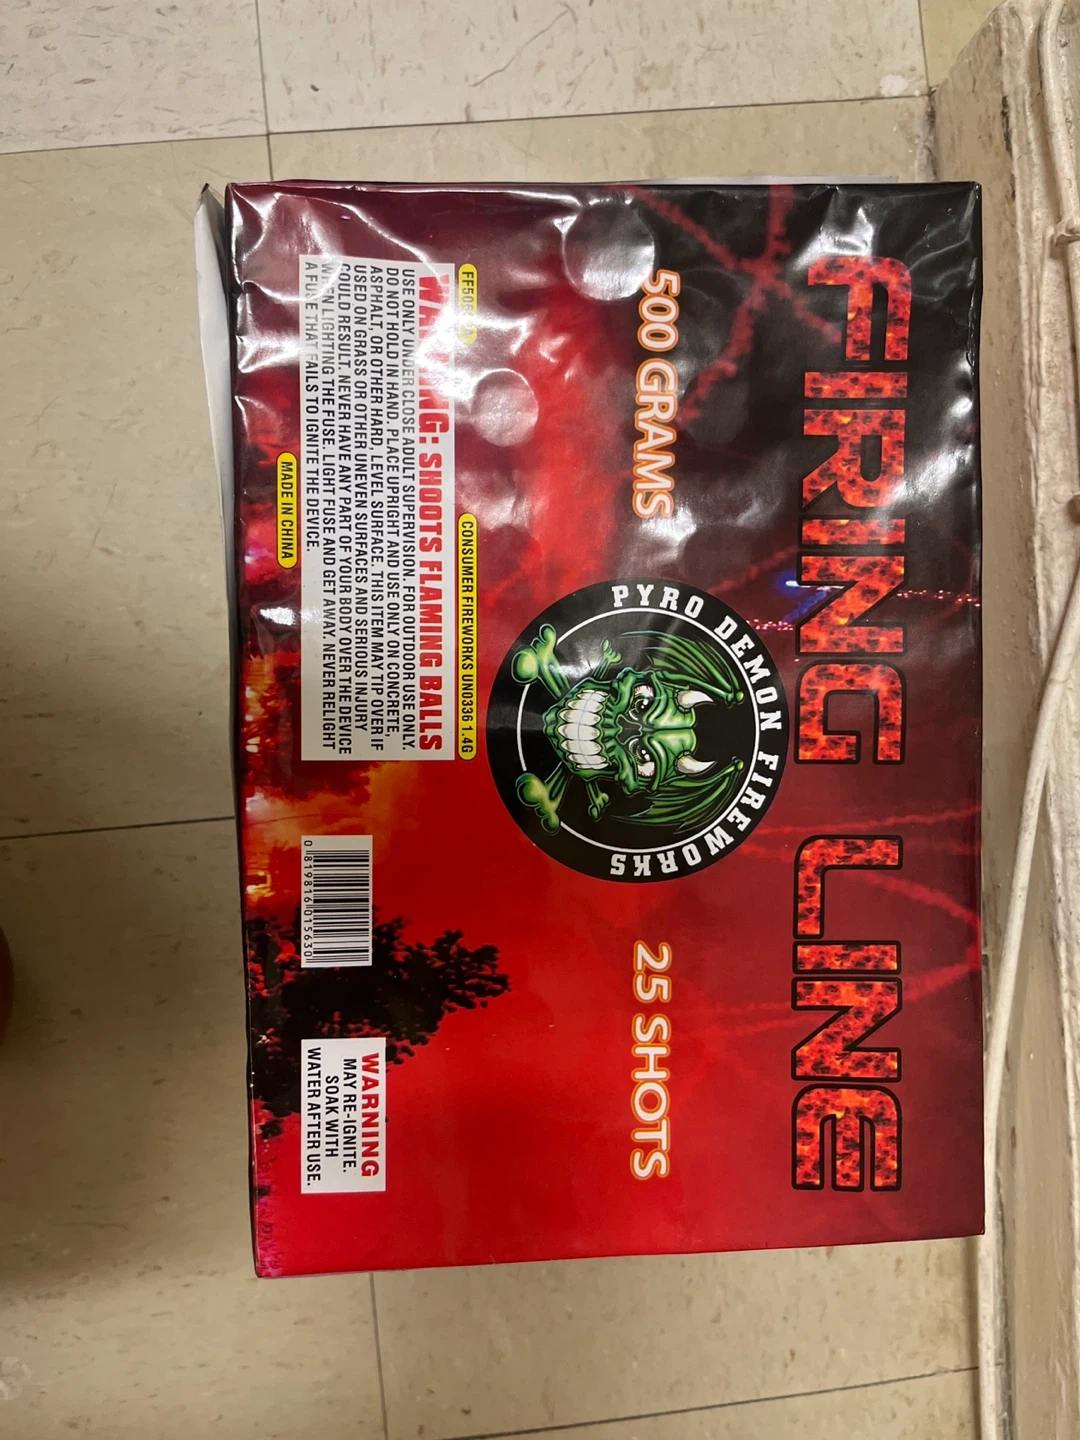 FIRING LINE
500 GRAMS
25 SHOTS
PYRO DEMON FIREWORKS
CONSUMER FIREWORKS UN0336 1.4G
WARNING: SHOOTS FLAMING BALLS
USE ONLY UNDER CLOSE ADULT SUPERVISION. FOR OUTDOOR USE ONLY.
DO NOT HOLD IN HAND. PLACE UPRIGHT AND USE ONLY ON CONCRETE,
ASPHALT, OR OTHER HARD, LEVEL SURFACE. THIS ITEM MAY TIP OVER IF
USED ON GRASS OR OTHER UNEVEN SURFACES AND SERIOUS INJURY
COULD RESULT. NEVER HAVE ANY PART OF YOUR BODY OVER THE DEVICE
WHEN LIGHTING THE FUSE. LIGHT FUSE AND GET AWAY. NEVER RELIGHT
A FUSE THAT FAILS TO IGNITE THE DEVICE.
MADE IN CHINA
0 819816 015630
WARNING
MAY RE-IGNITE.
SOAK WITH
WATER AFTER USE.